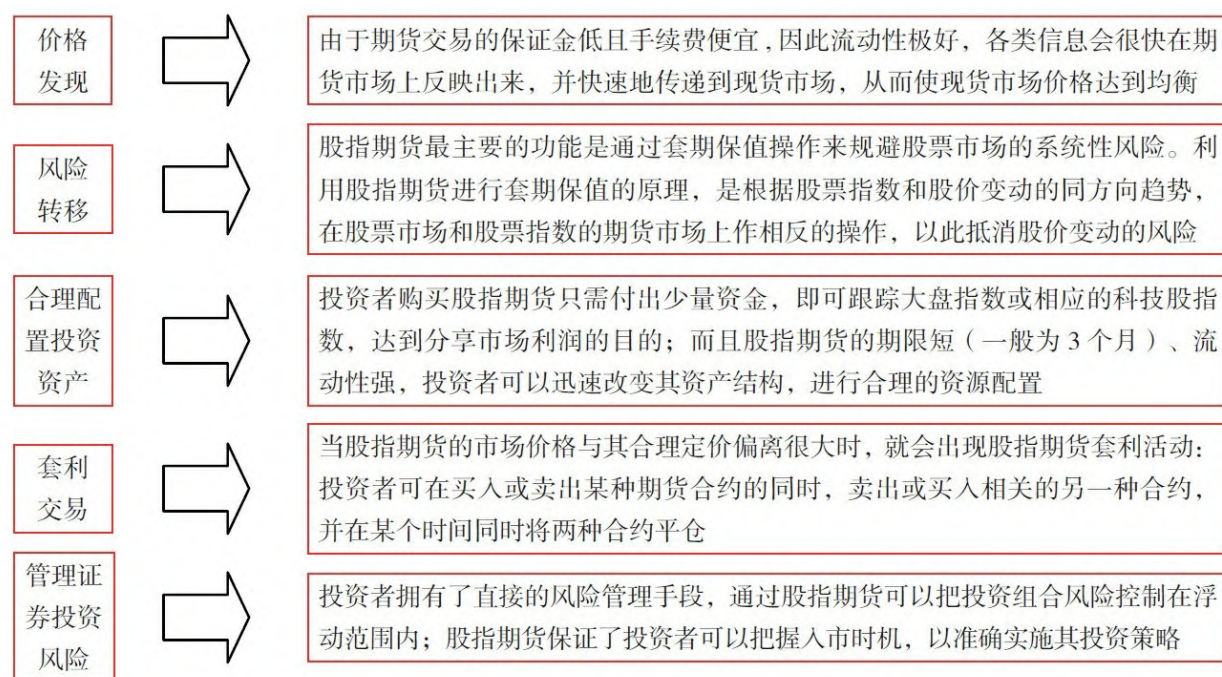 价格
发现
由于期货交易的保证金低且手续费便宜，因此流动性极好，各类信息会很快在期
货市场上反映出来，并快速地传递到现货市场，从而使现货市场价格达到均衡
风险
转移
股指期货最主要的功能是通过套期保值操作来规避股票市场的系统性风险。利
用股指期货进行套期保值的原理，是根据股票指数和股价变动的同方向趋势，
在股票市场和股票指数的期货市场上作相反的操作，以此抵消股价变动的风险
合理配
置投资
资产
投资者购买股指期货只需付出少量资金，即可跟踪大盘指数或相应的科技股指
数，达到分享市场利润的目的；而且股指期货的期限短（一般为 3 个月）、流
动性强，投资者可以迅速改变其资产结构，进行合理的资源配置
套利
交易
当股指期货的市场价格与其合理定价偏离很大时，就会出现股指期货套利活动：
投资者可在买入或卖出某种期货合约的同时，卖出或买入相关的另一种合约，
并在某个时间同时将两种合约平仓
管理证
券投资
风险
投资者拥有了直接的风险管理手段，通过股指期货可以把投资组合风险控制在浮
动范围内；股指期货保证了投资者可以把握入市时机，以准确实施其投资策略